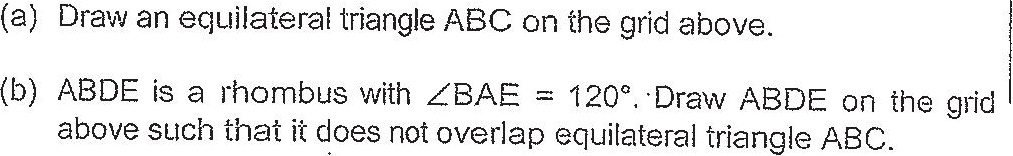 (a) Draw an equilateral triangle ABC on the grid above.
(b) ABDE is a rhombus with ∠BAE = 120°. Draw ABDE on the grid
above such that it does not overlap equilateral triangle ABC.